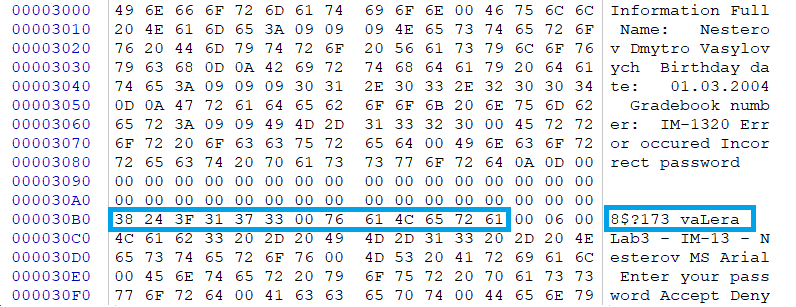 00003000 49 6E 66 6F 72 6D 61 74 69 6F 6E 00 46 75 6C 6C Information Full
00003010 20 4E 61 6D 65 3A 09 09 09 4E 65 73 74 65 72 6F Name: Nestero
00003020 76 20 44 6D 79 74 72 6F 20 56 61 73 79 6C 6F 76 v Dmytro Vasylov
00003030 79 63 68 0D 0A 42 69 72 74 68 64 61 79 20 64 61 ych Birthday da
00003040 74 65 3A 09 09 09 30 31 2E 30 33 2E 32 30 30 34 te: 01.03.2004
00003050 0D 0A 47 72 61 64 65 62 6F 6F 6B 20 6E 75 6D 62 Gradebook numb
00003060 65 72 3A 09 09 49 4D 2D 31 33 32 30 00 45 72 72 er: IM-1320 Err
00003070 6F 72 20 6F 63 63 75 72 65 64 00 49 6E 63 6F 72 or occured Incor
00003080 72 65 63 74 20 70 61 73 73 77 6F 72 64 0A 0D 00 rect password
00003090 00 00 00 00 00 00 00 00 00 00 00 00 00 00 00 00
000030A0 00 00 00 00 00 00 00 00 00 00 00 00 00 00 00 00
000030B0 38 24 3F 31 37 33 00 76 61 4C 65 72 61 00 06 00 8$?173 vaLera
000030C0 4C 61 62 33 20 2D 20 49 4D 2D 31 33 20 2D 20 4E Lab3 - IM-13 - N
000030D0 65 73 74 65 72 6F 76 00 4D 53 20 41 72 69 61 6C esterov MS Arial
000030E0 00 45 6E 74 65 72 20 79 6F 75 72 20 70 61 73 73 Enter your pass
000030F0 77 6F 72 64 00 41 63 63 65 70 74 00 44 65 6E 79 word Accept Deny